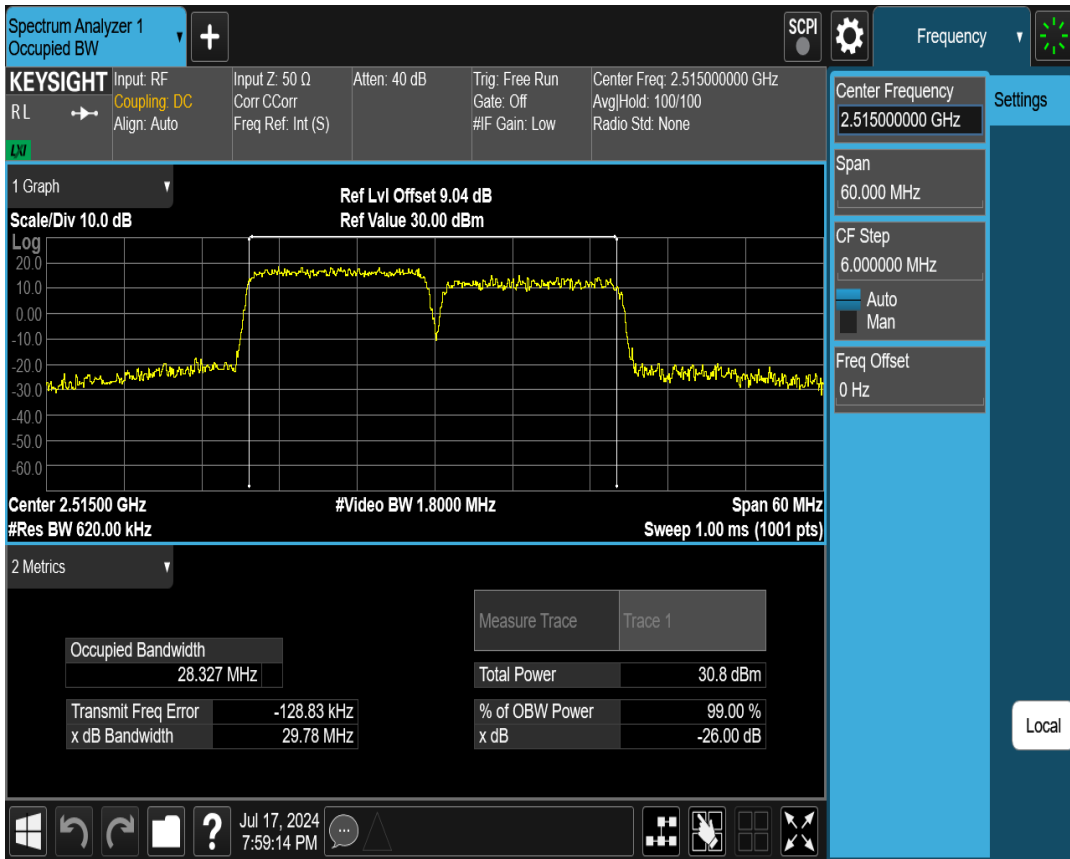 Spectrum Analyzer 1
Occupied BW
+
SCPI
Frequency
KEYSIGHT
RL
LXI
Input: RF
Coupling: DC
Align: Auto
Input Z: 50 Ω
Corr CCorr
Freq Ref: Int (S)
Atten: 40 dB
Trig: Free Run
Gate: Off
#IF Gain: Low
Center Freq: 2.515000000 GHz
Avg|Hold: 100/100
Radio Std: None
Center Frequency
2.515000000 GHz
Settings
Span
60.000 MHz
CF Step
6.000000 MHz
Auto
Man
Freq Offset
0 Hz
Local
1 Graph
Ref Lvl Offset 9.04 dB
Scale/Div 10.0 dB
Ref Value 30.00 dBm
Log
20.0
10.0
0.00
-10.0
-20.0
-30.0
-40.0
-50.0
-60.0
Center 2.51500 GHz
#Video BW 1.8000 MHz
Span 60 MHz
#Res BW 620.00 kHz
Sweep 1.00 ms (1001 pts)
2 Metrics
Measure Trace
Trace 1
Occupied Bandwidth
28.327 MHz
Total Power
30.8 dBm
Transmit Freq Error
-128.83 kHz
% of OBW Power
99.00 %
x dB Bandwidth
29.78 MHz
x dB
-26.00 dB
?
Jul 17, 2024
7:59:14 PM